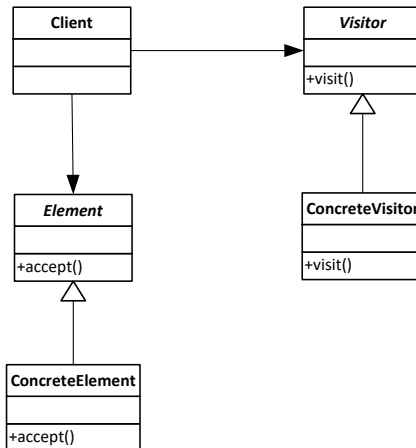 Client
Visitor
+visit()
Element
+accept()
ConcreteVisitor
+visit()
ConcreteElement
+accept()